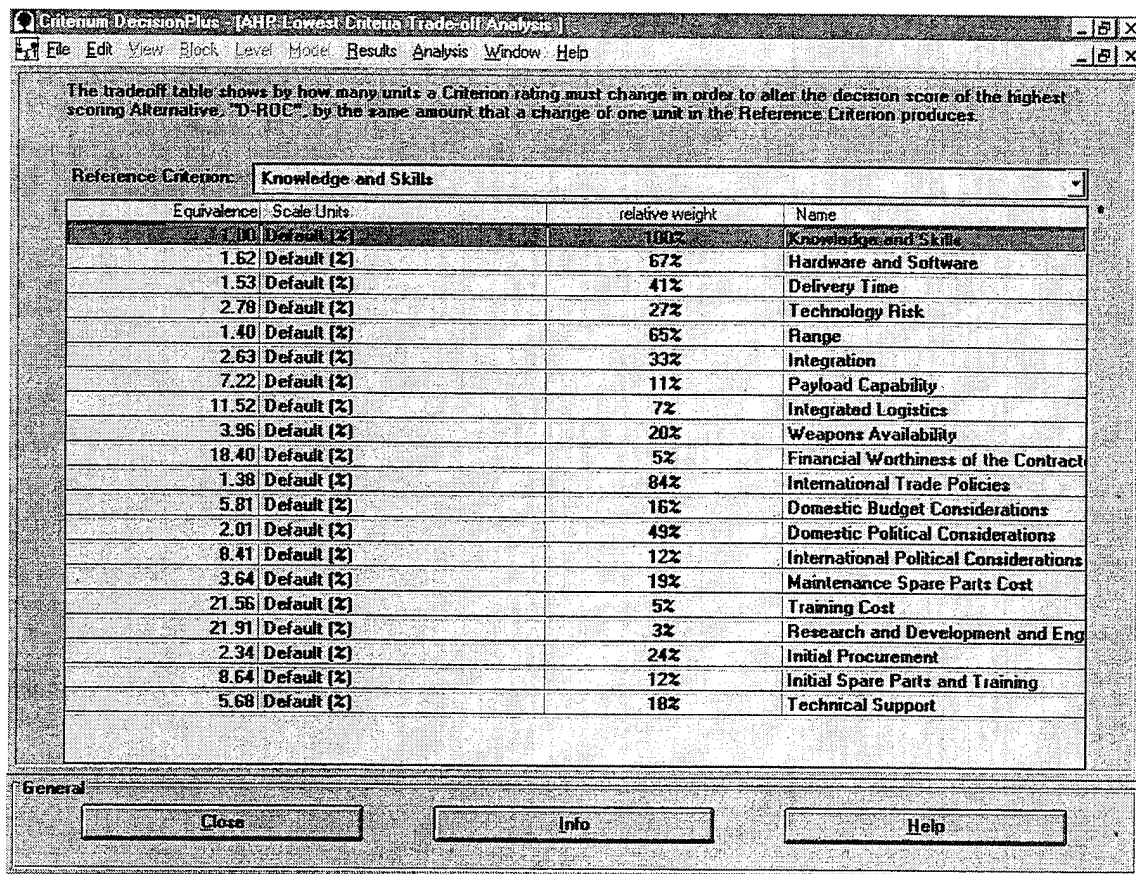 Criterium DecisionPlus - [AHP Lowest Criteria Trade-off Analysis ]
File Edit View Block Level Model Results Analysis Window Help
The tradeoff table shows by how many units a Criterion rating must change in order to alter the decision score of the highest
scoring Alternative, "D-ROC", by the same amount that a change of one unit in the Reference Criterion produces.
Reference Criterion: Knowledge and Skills
Equivalence Scale Units relative weight Name
1.00 Default (%) 100% Knowledge and Skills
1.62 Default (%) 67% Hardware and Software
1.53 Default (%) 41% Delivery Time
2.78 Default (%) 27% Technology Risk
1.40 Default (%) 65% Range
2.63 Default (%) 33% Integration
7.22 Default (%) 11% Payload Capability
11.52 Default (%) 7% Integrated Logistics
3.96 Default (%) 20% Weapons Availability
18.40 Default (%) 5% Financial Worthiness of the Contract
1.38 Default (%) 84% International Trade Policies
5.81 Default (%) 16% Domestic Budget Considerations
2.01 Default (%) 49% Domestic Political Considerations
8.41 Default (%) 12% International Political Considerations
3.64 Default (%) 19% Maintenance Spare Parts Cost
21.56 Default (%) 5% Training Cost
21.91 Default (%) 3% Research and Development and Eng
2.34 Default (%) 24% Initial Procurement
8.64 Default (%) 12% Initial Spare Parts and Training
5.68 Default (%) 18% Technical Support
General
Close Info Help